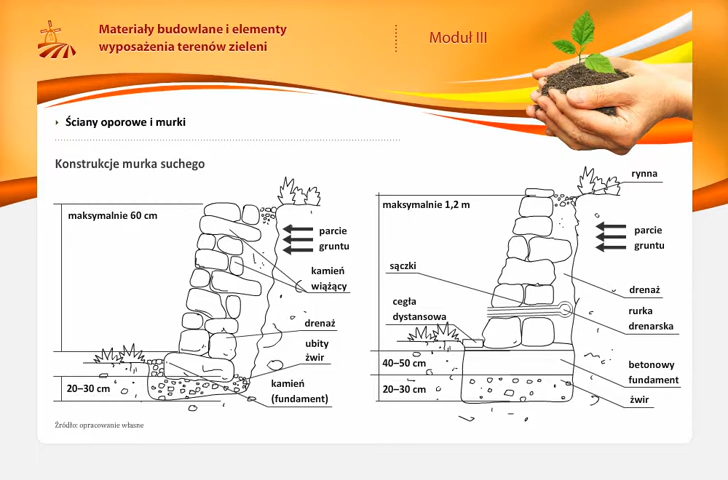 Materiały budowlane i elementy
wyposażenia terenów zieleni
Moduł III
Ściany oporowe i murki
Konstrukcje murka suchego
maksymalnie 60 cm
parcie
gruntu
kamień
wiążący
drenaż
ubity
żwir
20–30 cm
kamień
(fundament)
rynna
maksymalnie 1,2 m
parcie
gruntu
sączki
drenaż
cegła
dystansowa
rurka
drenarska
40–50 cm
betonowy
fundament
20–30 cm
żwir
Źródło: opracowanie własne